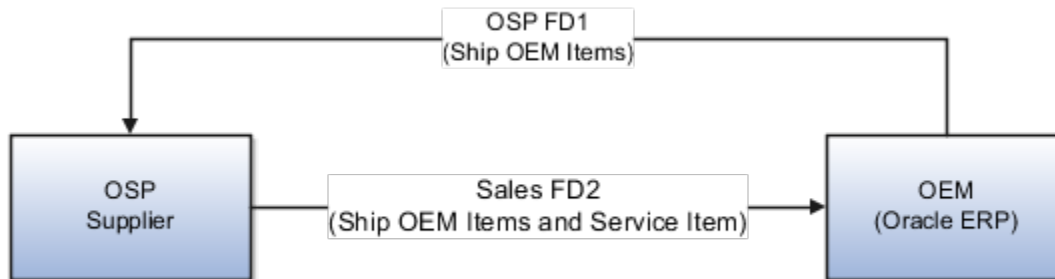 OSP FD1
(Ship OEM Items)
OSP
Supplier
Sales FD2
(Ship OEM Items and Service Item)
OEM
(Oracle ERP)